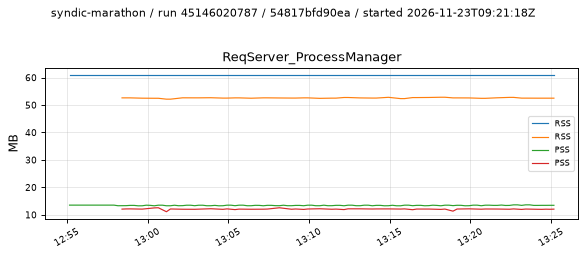 syndic-marathon / run 45146020787 / 54817bfd90ea / started 2026-11-23T09:21:18Z
ReqServer_ProcessManager
MB
60
50
40
30
20
10
RSS
RSS
PSS
PSS
12:55
13:00
13:05
13:10
13:15
13:20
13:25